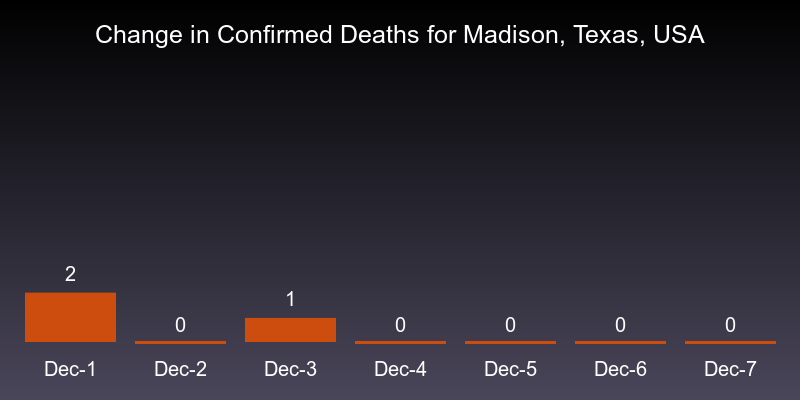 Change in Confirmed Deaths for Madison, Texas, USA
2
0
1
0
0
0
0
Dec-1
Dec-2
Dec-3
Dec-4
Dec-5
Dec-6
Dec-7